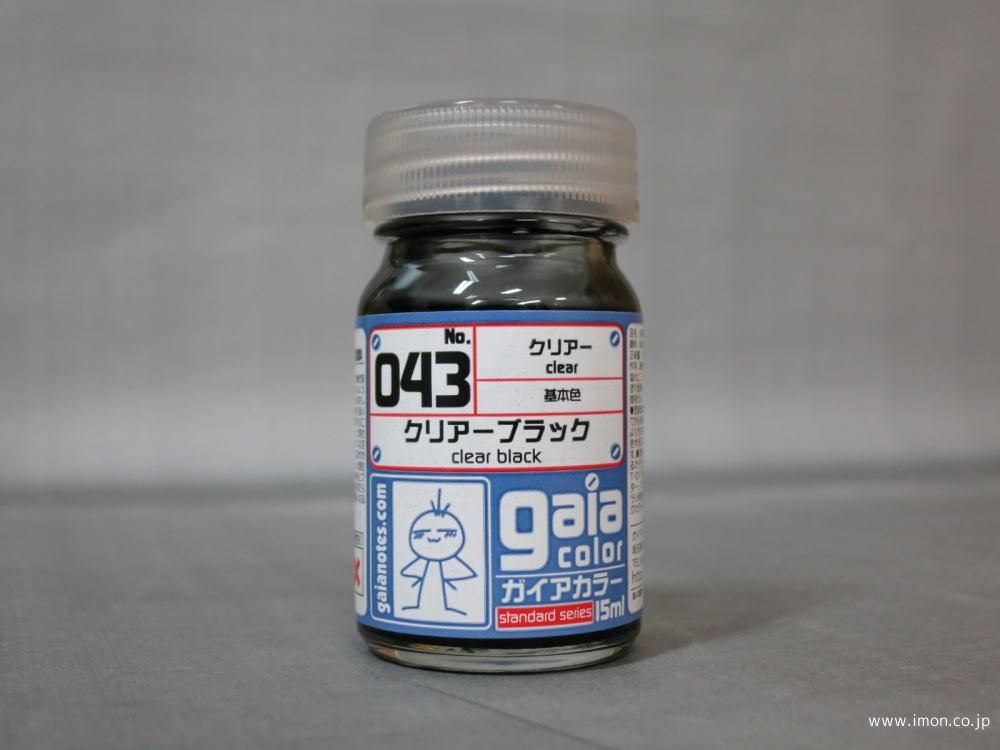 No.
043
クリアー
clear
基本色
クリアーブラック
clear black
gaianotes.com
gaia
color
ガイアカラー
standard series
15ml
www.imon.co.jp